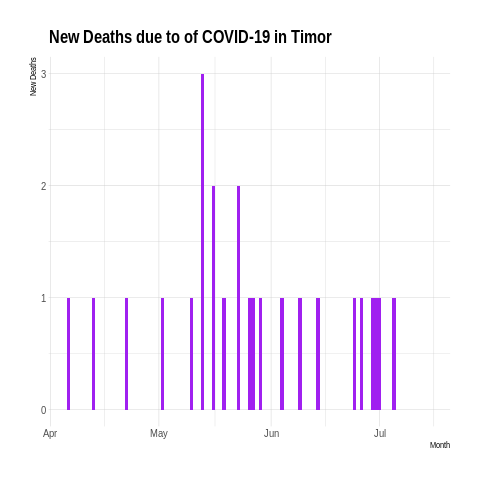 New Deaths due to of COVID-19 in Timor
New Deaths
3
2
1
0
Apr May Jun Jul
Month